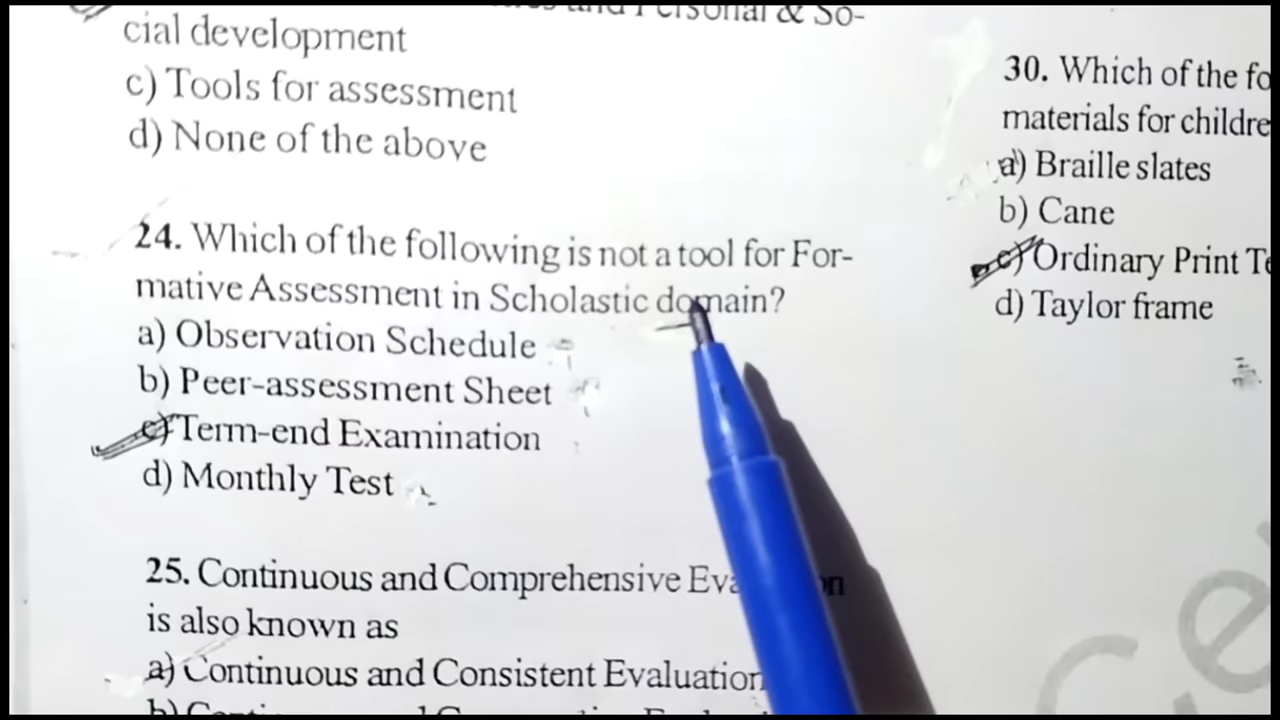 and Personal & So-
cial development
c) Tools for assessment
d) None of the above
24. Which of the following is not a tool for For-
mative Assessment in Scholastic domain?
a) Observation Schedule
b) Peer-assessment Sheet
c) Term-end Examination
d) Monthly Test
25. Continuous and Comprehensive
is also known as
a) Continuous and Consistent Evaluation
30. Which of the
materials for
a) Braille slates
b) Cane
c) Ordinary Print
d) Taylor frame